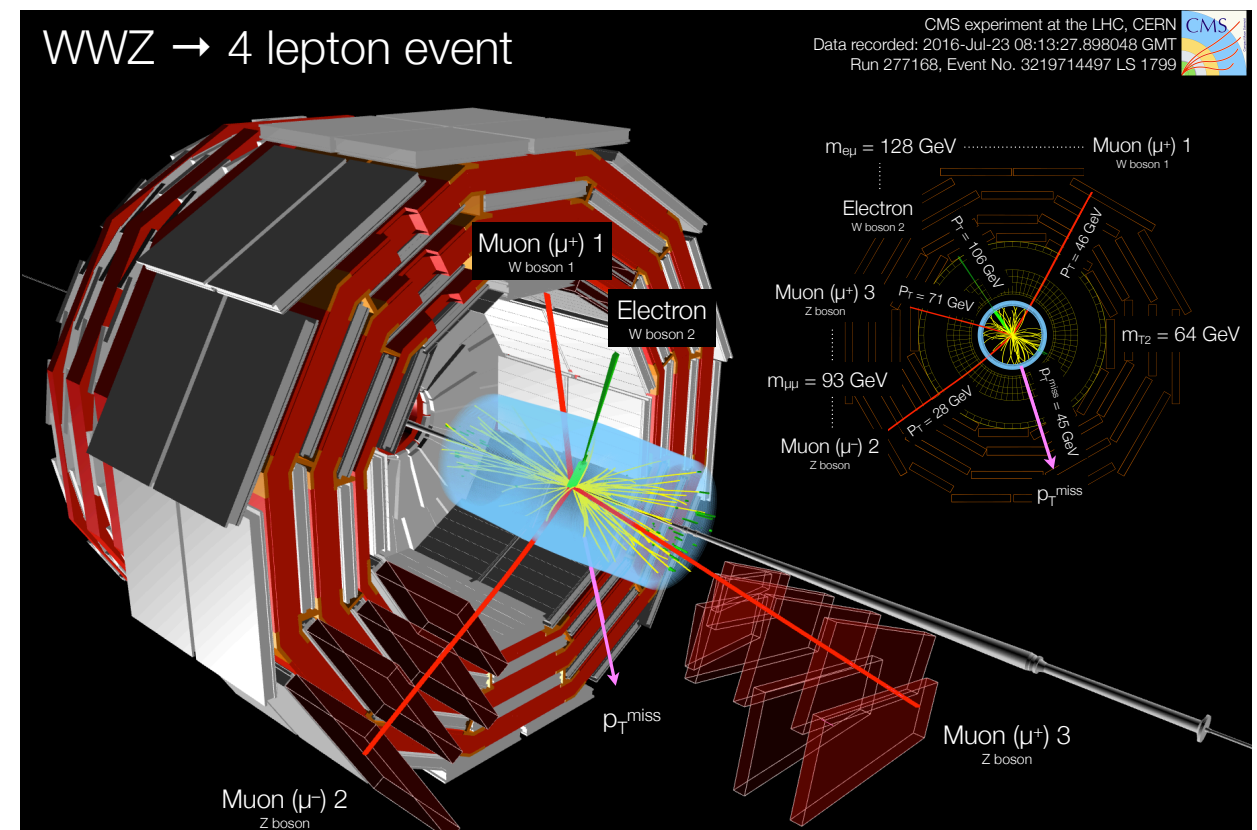 WWZ → 4 lepton event
CMS experiment at the LHC, CERN
Data recorded: 2016-Jul-23 08:13:27.898048 GMT
Run 277168, Event No. 3219714497 LS 1799
CMS
m_eμ = 128 GeV
Muon (μ⁺) 1
W boson 1
Electron
W boson 2
P_T = 106 GeV
P_T = 46 GeV
Muon (μ⁺) 3
Z boson
P_T = 71 GeV
m_T2 = 64 GeV
m_μμ = 93 GeV
P_T = 28 GeV
p_T^miss = 45 GeV
Muon (μ⁻) 2
Z boson
p_T^miss
Muon (μ⁺) 1
W boson 1
Electron
W boson 2
p_T^miss
Muon (μ⁺) 3
Z boson
Muon (μ⁻) 2
Z boson